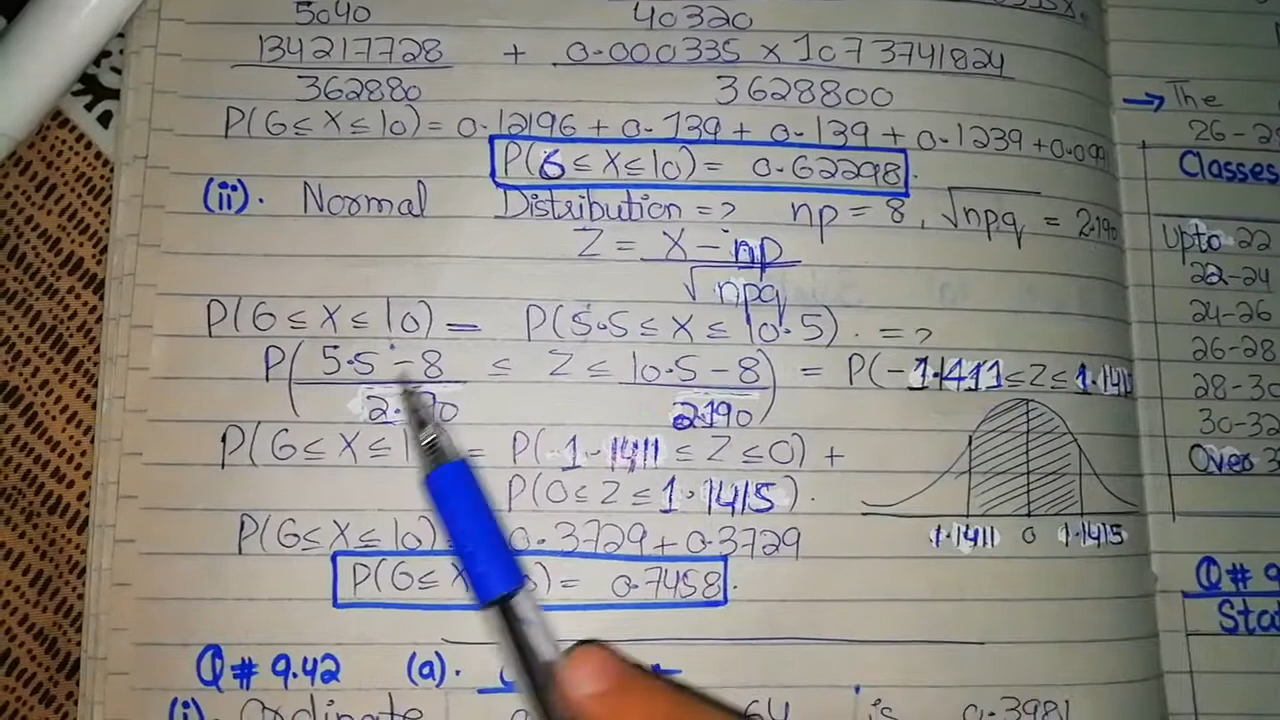 5040 40320
134217728 + 0.000335 × 1073741824
362880 3628800
P(6 ≤ X ≤ 10) = 0.12196 + 0.139 + 0.139 + 0.1239 + 0.099
P(6 ≤ X ≤ 10) = 0.62298.
(ii). Normal Distribution => np = 8, √npq = 2.190
Z = X - np
√npq
P(6 ≤ X ≤ 10) = P(5.5 ≤ X ≤ 10.5). =>
P( 5.5 - 8 ≤ Z ≤ 10.5 - 8 ) = P(-1.1411 ≤ Z ≤ 1.141
2.190
P(6 ≤ X ≤ 1 = P(-1.1411 ≤ Z ≤ 0) +
P(0 ≤ Z ≤ 1.1415).
1.1411 0 1.1415
P(6 ≤ X ≤ 10) 0.3729 + 0.3729
P(6 ≤ X ) = 0.7458.
Q# 9.42 (a).
(i). Ordinate 64 is 0.3981
→ The
26-2
Classes
Upto 22
22-24
24-26
26-28
28-30
30-32
Over 3
Q# 9
Sta